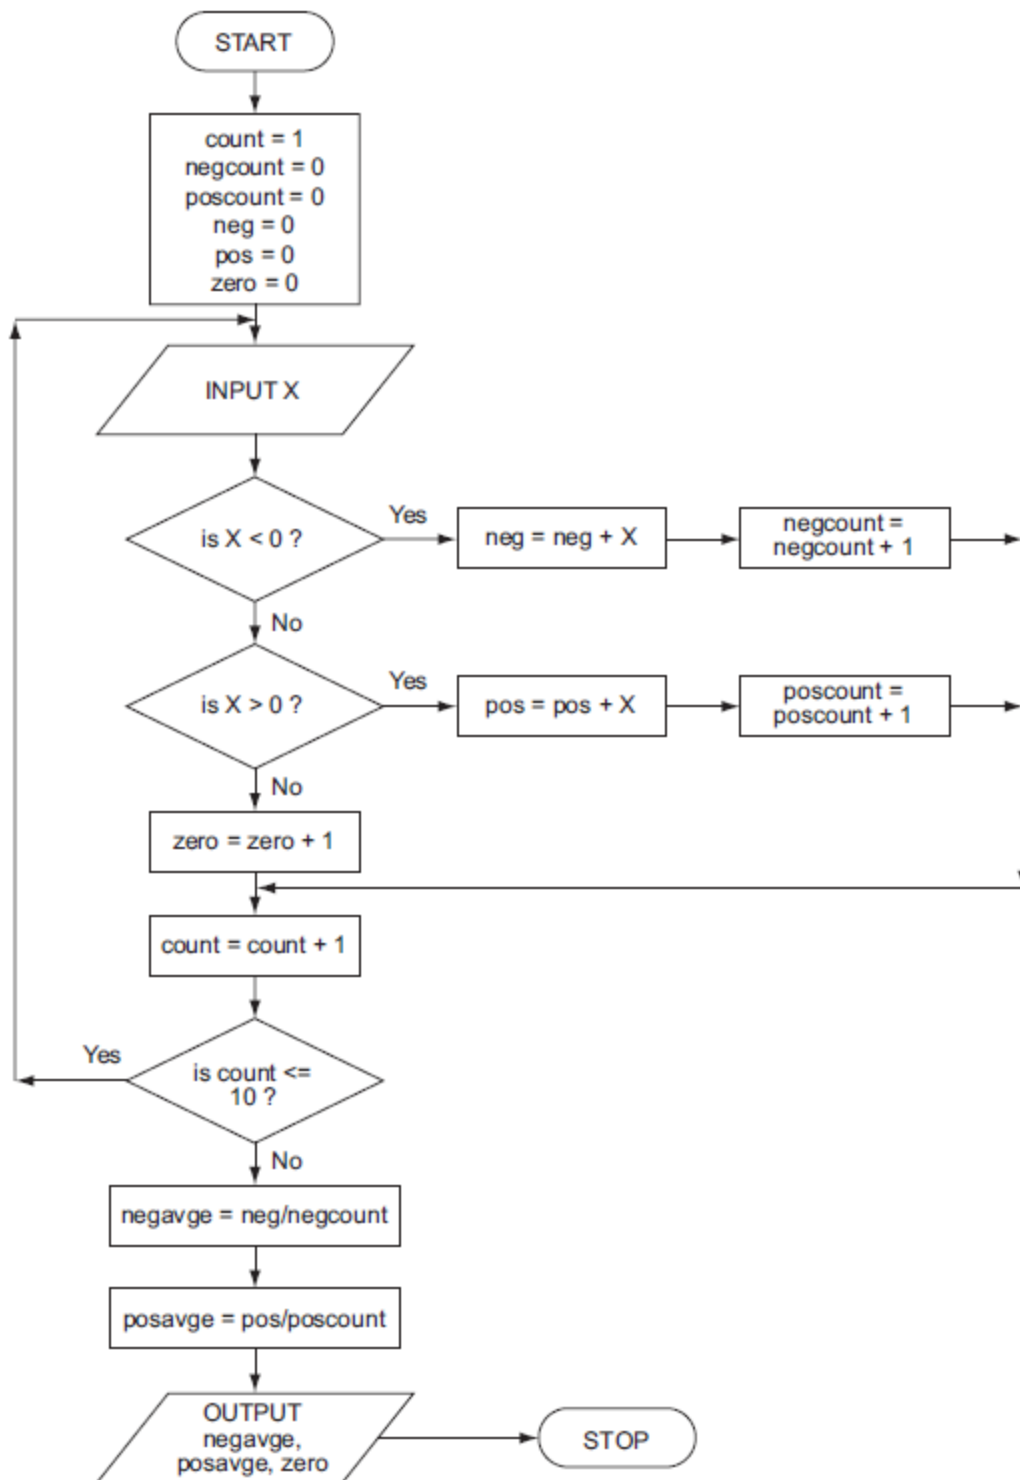 START
count = 1
negcount = 0
poscount = 0
neg = 0
pos = 0
zero = 0
INPUT X
is X < 0 ?
Yes
neg = neg + X
negcount =
negcount + 1
No
is X > 0 ?
Yes
pos = pos + X
poscount =
poscount + 1
No
zero = zero + 1
count = count + 1
is count <=
10 ?
Yes
No
negavge = neg/negcount
posavge = pos/poscount
OUTPUT
negavge,
posavge, zero
STOP